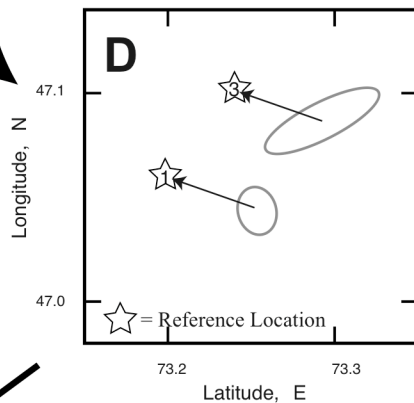 D
3
47.1
1
Longitude, N
47.0
= Reference Location
73.2
73.3
Latitude, E